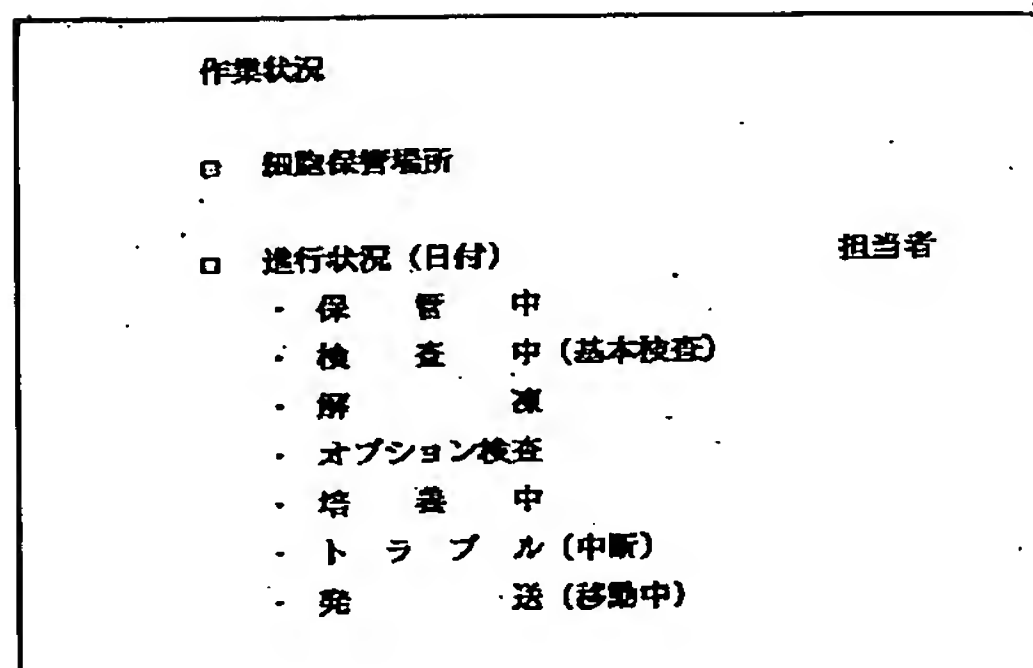 作業状況
□ 細胞保管場所
□ 進行状況(日付) 担当者
- 保管中
- 検査中(基本検査)
- 解凍
- オプション検査
- 培養中
- トラブル(中断)
- 発送(移動中)